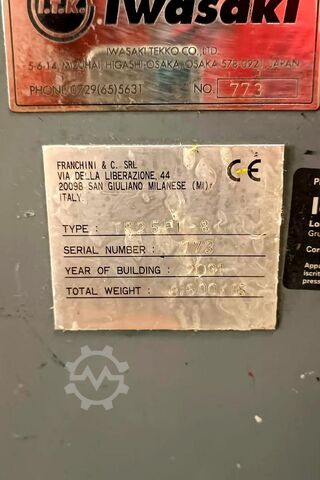 I.T.K. Iwasaki
IWASAKI TEKKO CO., LTD.
5-6-14, MIZUHAI, HIGASHI-OSAKA, OSAKA 578-0921, JAPAN
PHONE 0729(65)5631 NO. 773
FRANCHINI & C. SRL
VIA DELLA LIBERAZIONE, 44
20098 SAN GIULIANO MILANESE (MI)
ITALY
CE
TYPE :
SERIAL NUMBER : 773
YEAR OF BEGINNING : 2001
TOTAL WEIGHT :